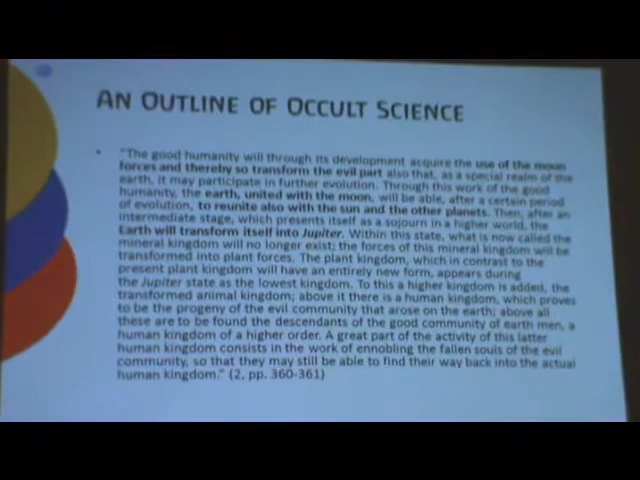 AN OUTLINE OF OCCULT SCIENCE
• "The good humanity will through its development acquire the use of the moon
forces and thereby so transform the evil part also that, as a special realm of the
earth, it may participate in further evolution. Through this work of the good
humanity, the earth, united with the moon, will be able, after a certain period
of evolution, to reunite also with the sun and the other planets. Then, after an
intermediate stage, which presents itself as a sojourn in a higher world, the
Earth will transform itself into Jupiter. Within this state, what is now called the
mineral kingdom will no longer exist; the forces of this mineral kingdom will be
transformed into plant forces. The plant kingdom, which in contrast to the
present plant kingdom will have an entirely new form, appears during
the Jupiter state as the lowest kingdom. To this a higher kingdom is added, the
transformed animal kingdom; above it there is a human kingdom, which proves
to be the progeny of the evil community that arose on the earth; above all
these are to be found the descendants of the good community of earth men, a
human kingdom of a higher order. A great part of the activity of this latter
human kingdom consists in the work of ennobling the fallen souls of the evil
community, so that they may still be able to find their way back into the actual
human kingdom." (2, pp. 360-361)